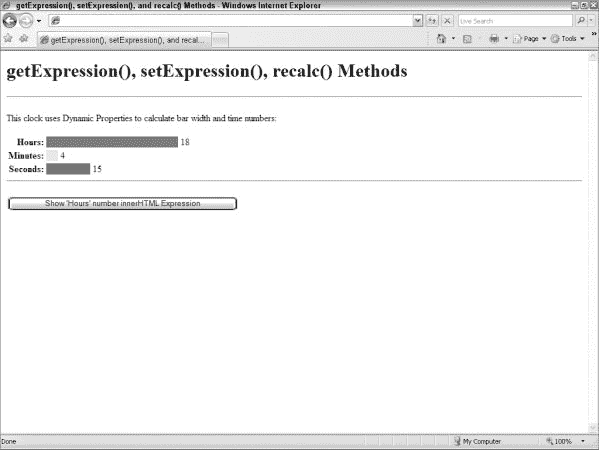 getExpression(), setExpression(), and recalc() Methods - Windows Internet Explorer
Live Search
getExpression(), setExpression(), and recalc...
Page
Tools
getExpression(), setExpression(), recalc() Methods
This clock uses Dynamic Properties to calculate bar width and time numbers:
Hours: 18
Minutes: 4
Seconds: 15
Show 'Hours' number innerHTML Expression
Done
My Computer
100%